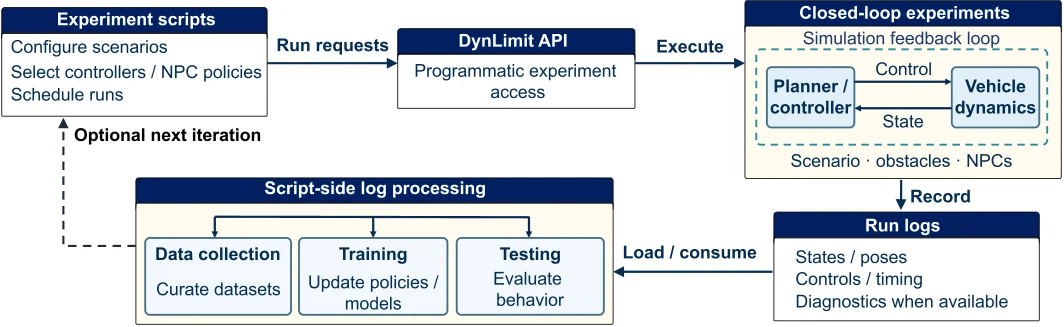 Experiment scripts
Configure scenarios
Select controllers / NPC policies
Schedule runs
Run requests
DynLimit API
Programmatic experiment
access
Execute
Closed-loop experiments
Simulation feedback loop
Planner /
controller
Control
State
Vehicle
dynamics
Scenario · obstacles · NPCs
Record
Run logs
States / poses
Controls / timing
Diagnostics when available
Load / consume
Script-side log processing
Data collection
Curate datasets
Training
Update policies /
models
Testing
Evaluate
behavior
Optional next iteration